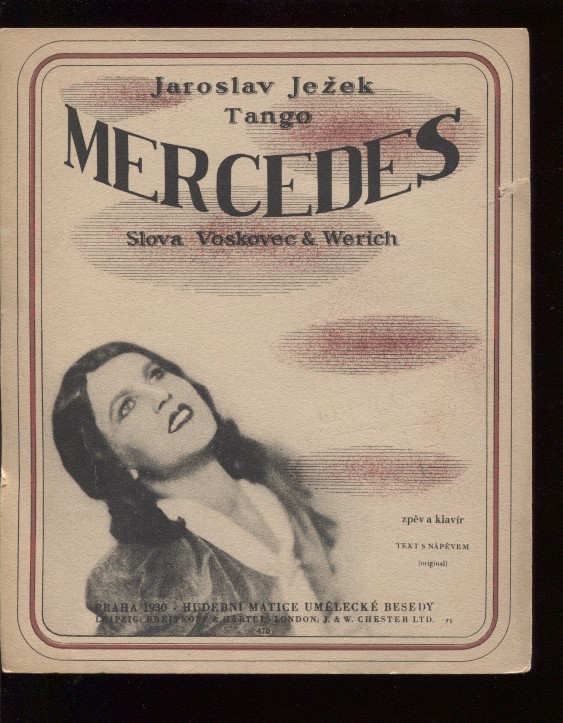 Jaroslav Ježek
Tango
MERCEDES
Slova Voskovec & Werich
zpěv a klavír
TEXT S NÁPĚVEM
(original)
PRAHA 1930 - HUDEBNÍ MATICE UMĚLECKÉ BESEDY
LEIPZIG: BREITKOPF & HÄRTEL, LONDON: J. & W. CHESTER LTD.
478